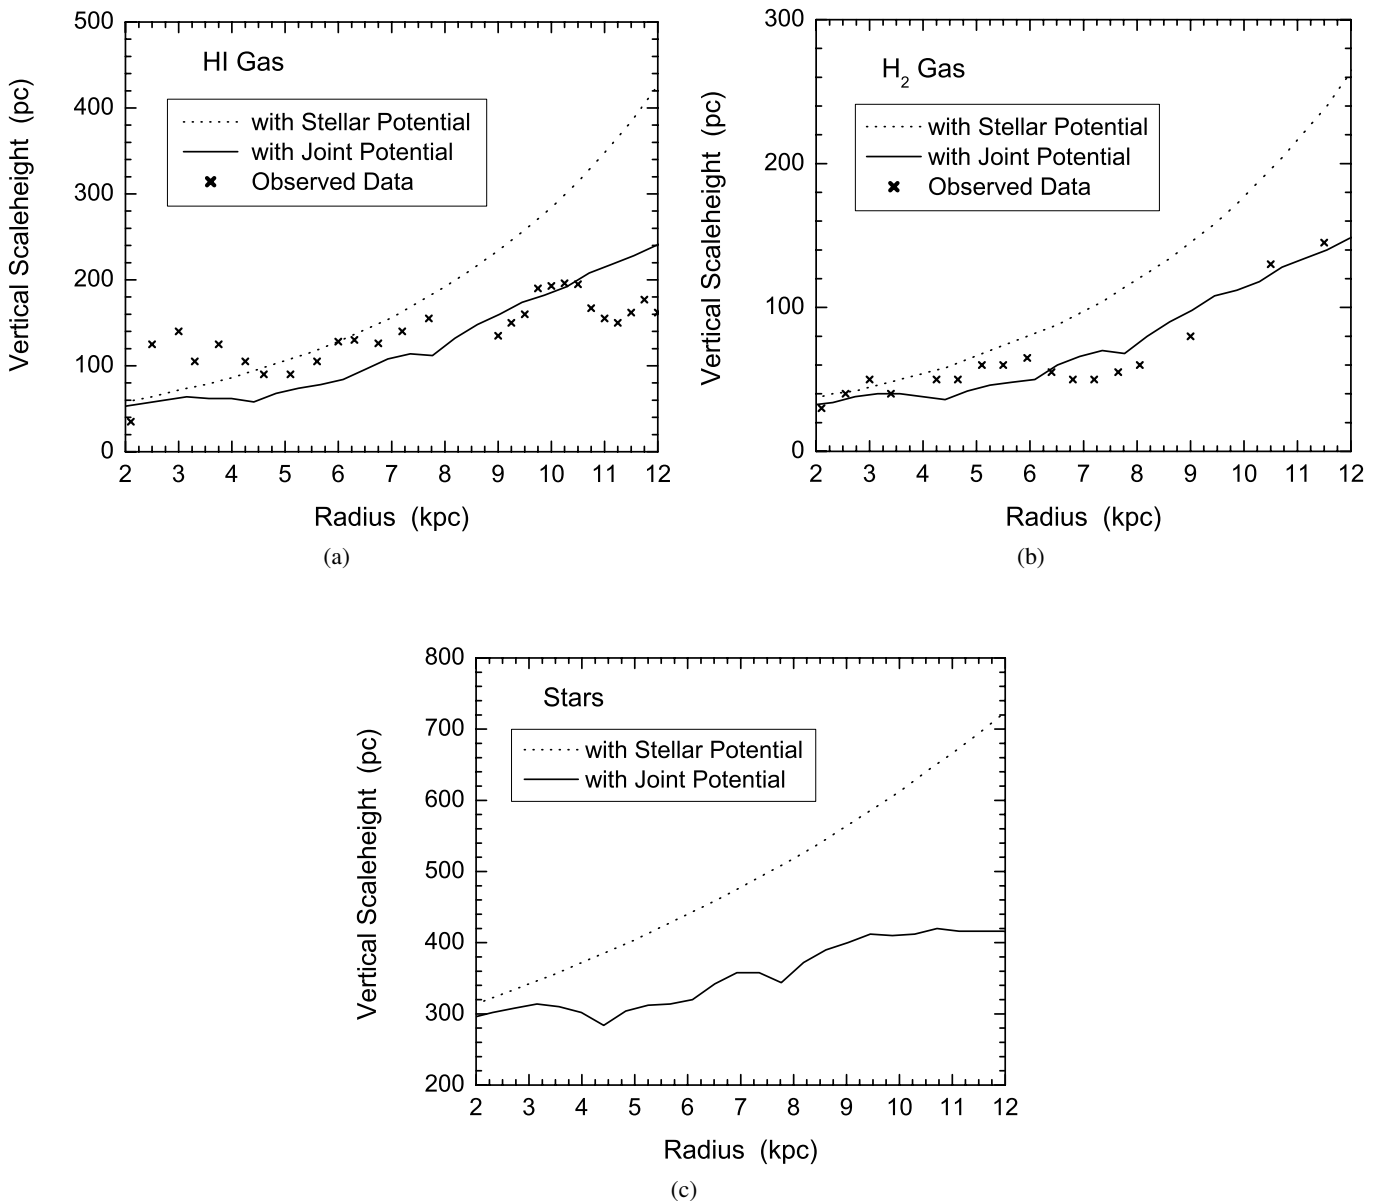 HI Gas
with Stellar Potential
with Joint Potential
Observed Data
Vertical Scaleheight (pc)
500
400
300
200
100
0
2 3 4 5 6 7 8 9 10 11 12
Radius (kpc)
(a)
H2 Gas
with Stellar Potential
with Joint Potential
Observed Data
Vertical Scaleheight (pc)
300
200
100
0
2 3 4 5 6 7 8 9 10 11 12
Radius (kpc)
(b)
Stars
with Stellar Potential
with Joint Potential
Vertical Scaleheight (pc)
800
700
600
500
400
300
200
2 3 4 5 6 7 8 9 10 11 12
Radius (kpc)
(c)